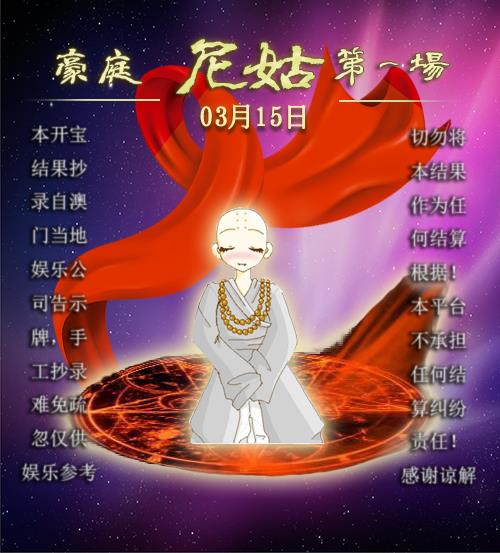 豪庭 尼姑 第一場
03月15日
本开宝
结果抄
录自澳
门当地
娱乐公
司告示
牌，手
工抄录
难免疏
忽仅供
娱乐参考
切勿将
本结果
作为任
何结算
根据！
本平台
不承担
任何结
算纠纷
责任！
感谢谅解